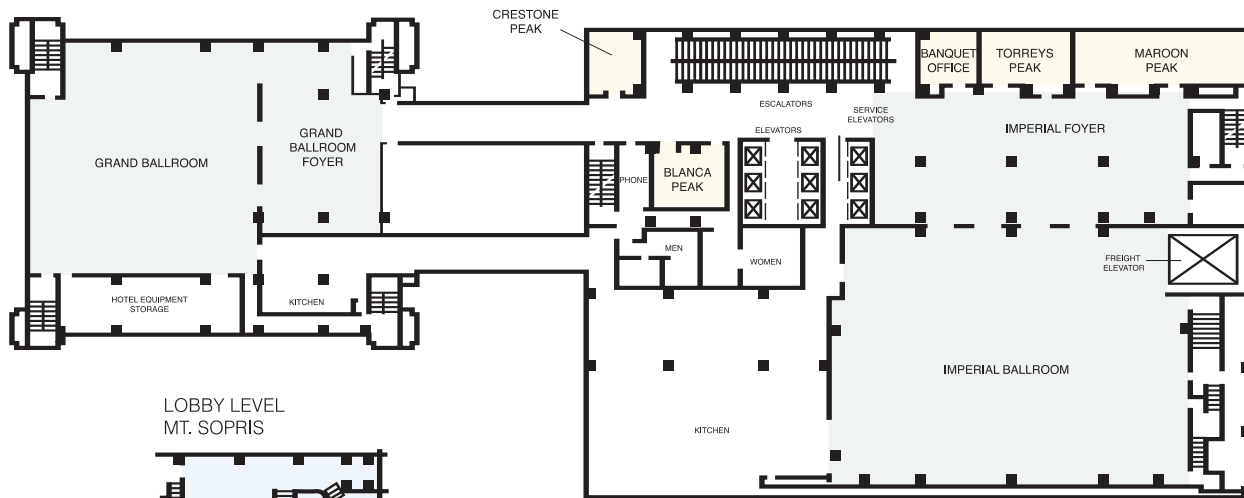 CRESTONE
PEAK
BANQUET
OFFICE
TORREYS
PEAK
MAROON
PEAK
ESCALATORS
SERVICE
ELEVATORS
ELEVATORS
IMPERIAL FOYER
GRAND
BALLROOM
FOYER
GRAND BALLROOM
PHONE
BLANCA
PEAK
MEN
WOMEN
FREIGHT
ELEVATOR
HOTEL EQUIPMENT
STORAGE
KITCHEN
IMPERIAL BALLROOM
LOBBY LEVEL
MT. SOPRIS
KITCHEN